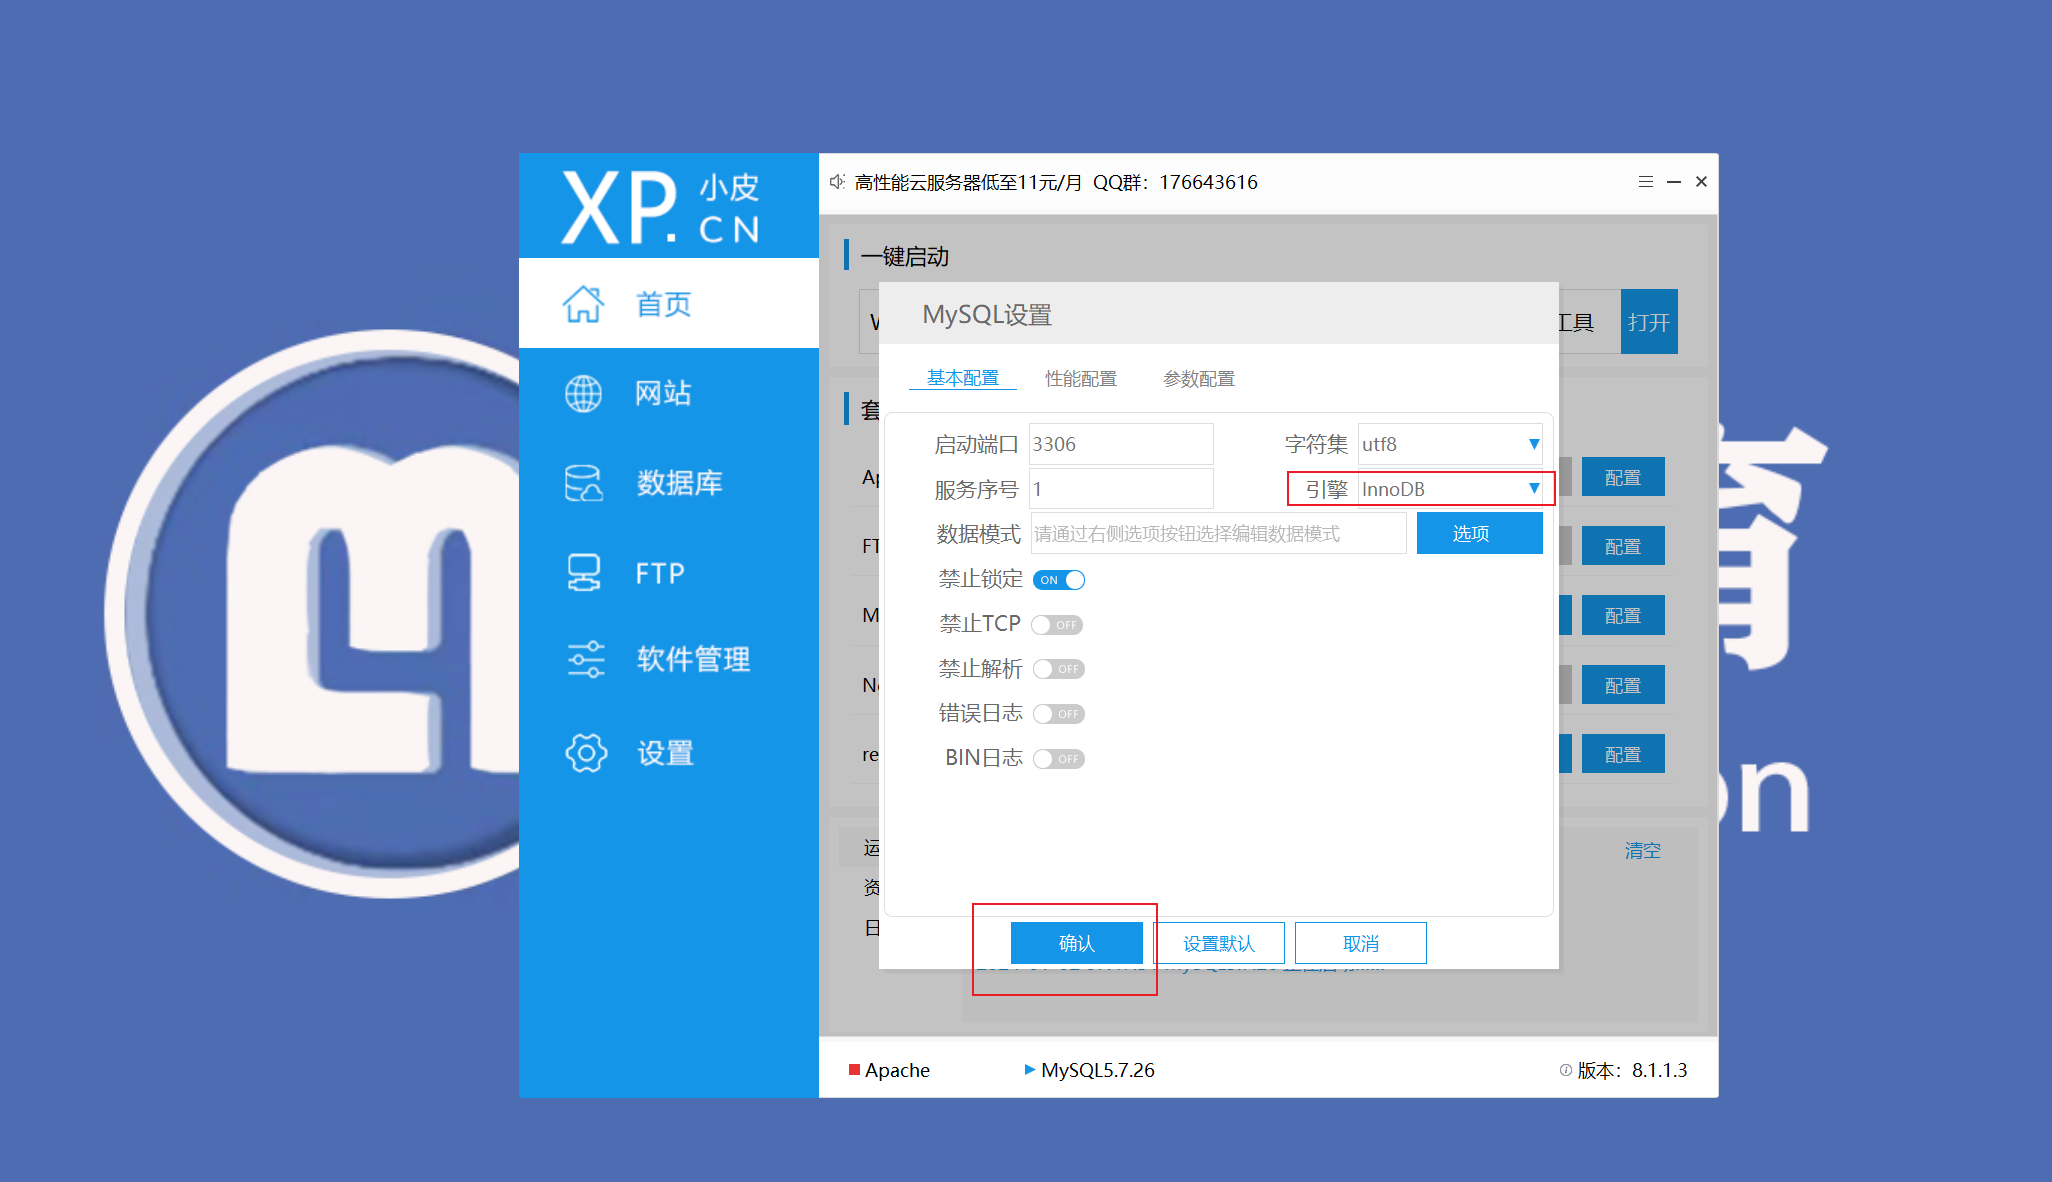 XP.小皮
CN
高性能云服务器低至11元/月 QQ群：176643616
首页
网站
数据库
FTP
软件管理
设置
一键启动
工具
打开
MySQL设置
基本配置
性能配置
参数配置
启动端口 3306
字符集 utf8
服务序号 1
引擎 InnoDB
数据模式 请通过右侧选项按钮选择编辑数据模式
选项
禁止锁定 ON
禁止TCP OFF
禁止解析 OFF
错误日志 OFF
BIN日志 OFF
确认
设置默认
取消
套
Ap
配置
FT
配置
M
配置
配置
re
配置
运
清空
资
日
Apache
MySQL5.7.26
版本：8.1.1.3
on